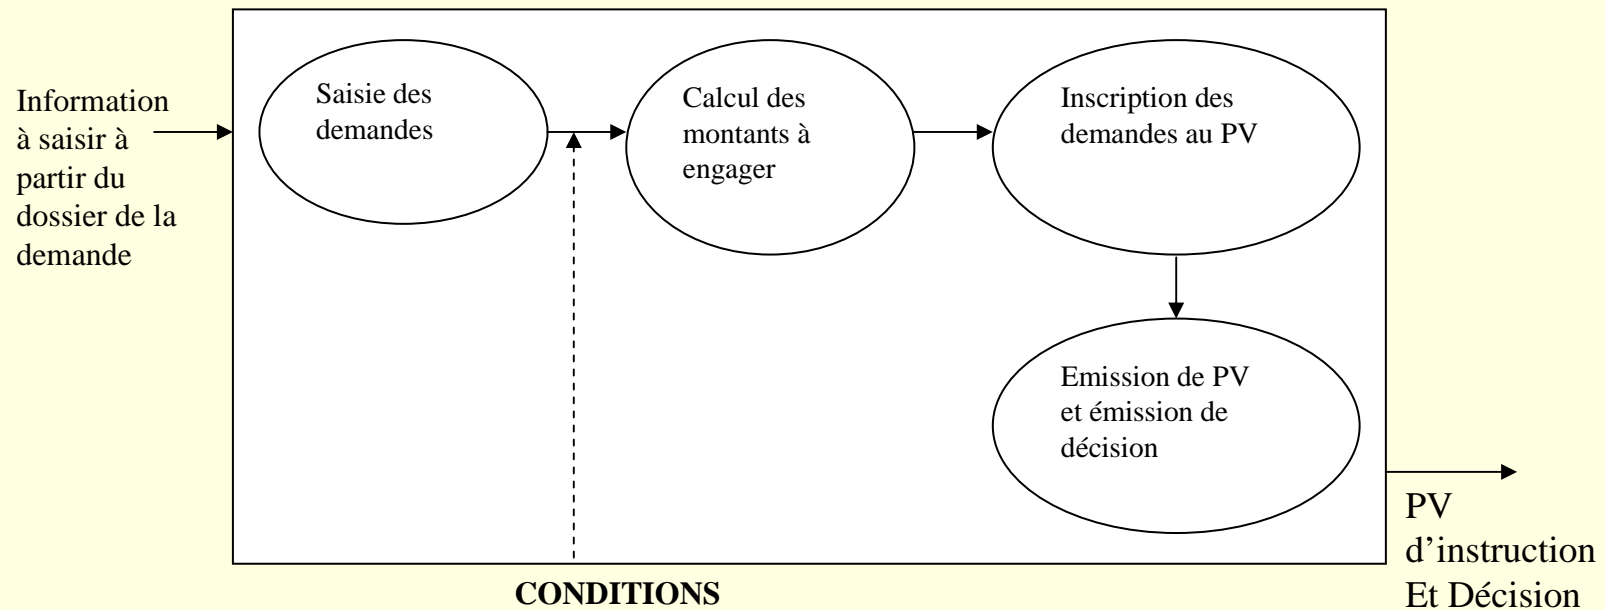 Information
à saisir à
partir du
dossier de la
demande
Saisie des
demandes
Calcul des
montants à
engager
Inscription des
demandes au PV
Emission de PV
et émission de
décision
CONDITIONS
PV
d’instruction
Et Décision